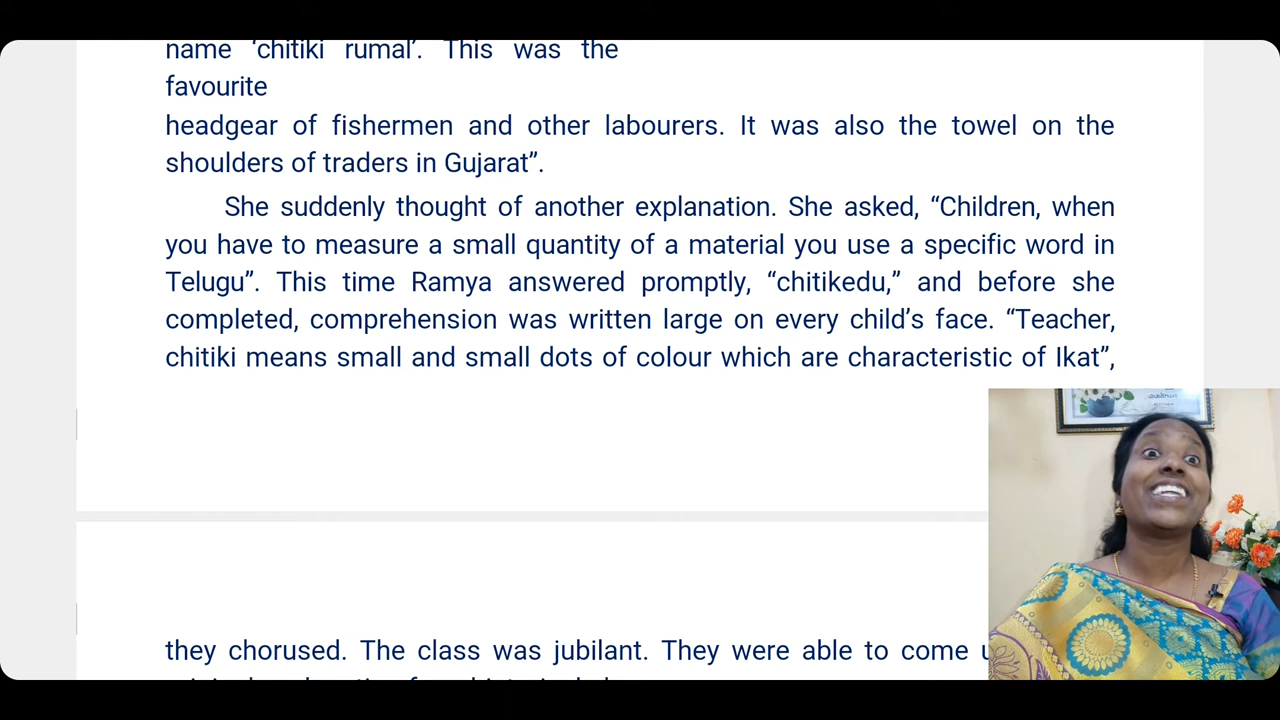 name ‘chitiki rumal’. This was the
favourite
headgear of fishermen and other labourers. It was also the towel on the
shoulders of traders in Gujarat”.
She suddenly thought of another explanation. She asked, “Children, when
you have to measure a small quantity of a material you use a specific word in
Telugu”. This time Ramya answered promptly, “chitikedu,” and before she
completed, comprehension was written large on every child’s face. “Teacher,
chitiki means small and small dots of colour which are characteristic of Ikat”,
they chorused. The class was jubilant. They were able to come